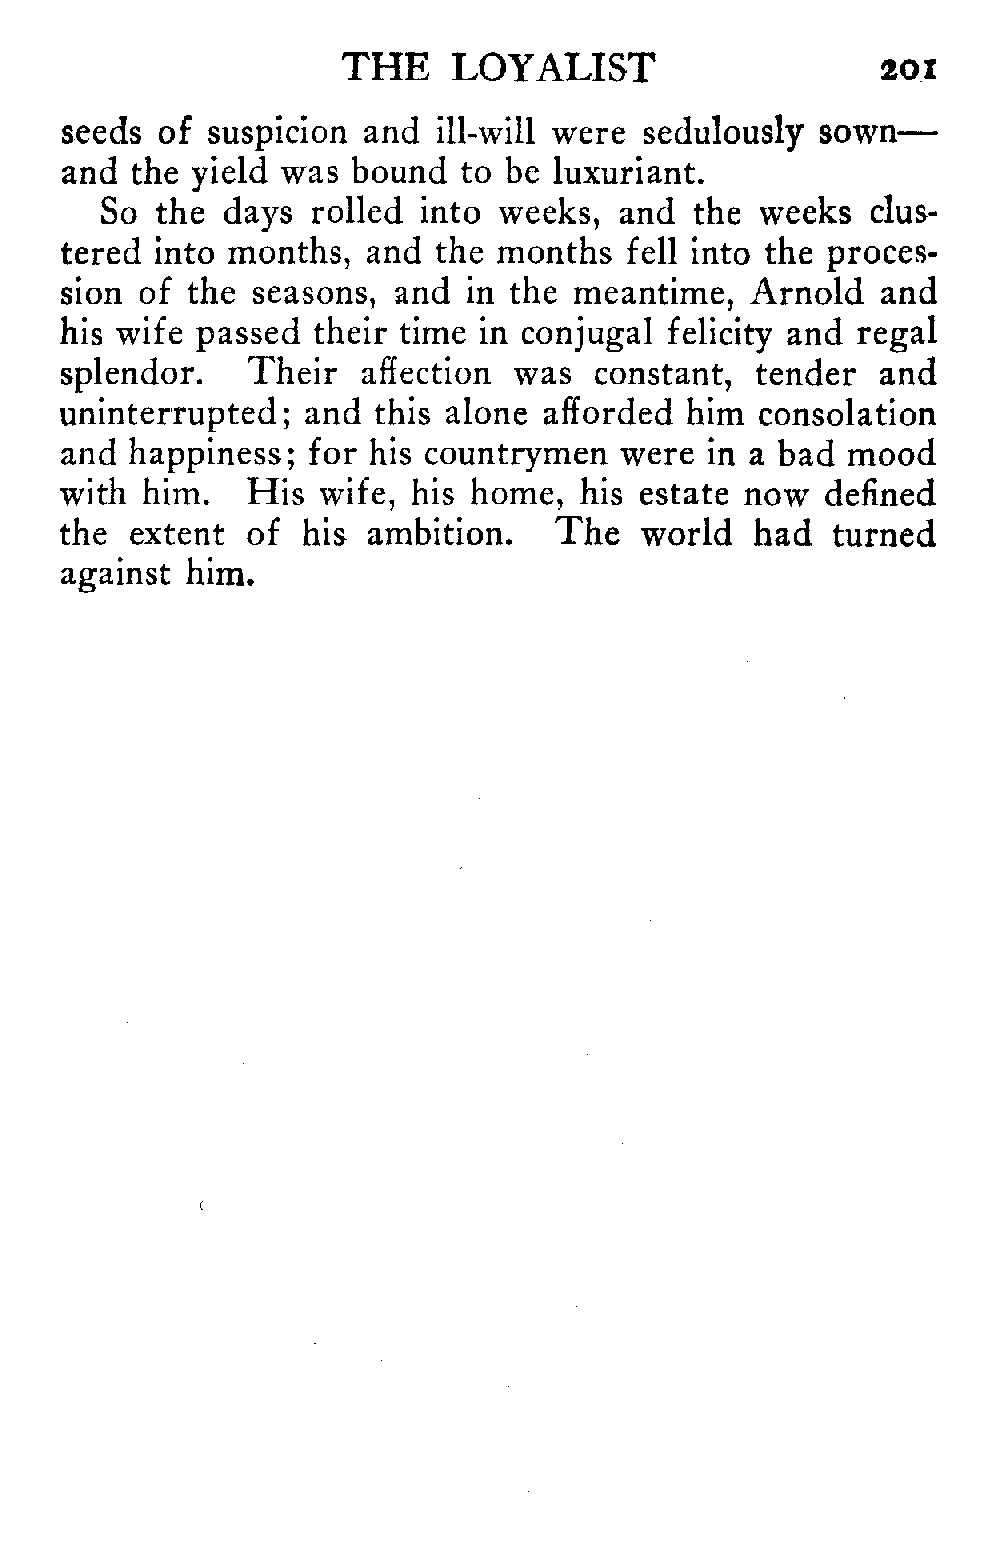 THE LOYALIST 201
seeds of suspicion and ill-will were sedulously sown—
and the yield was bound to be luxuriant.
So the days rolled into weeks, and the weeks clus-
tered into months, and the months fell into the proces-
sion of the seasons, and in the meantime, Arnold and
his wife passed their time in conjugal felicity and regal
splendor. Their affection was constant, tender and
uninterrupted; and this alone afforded him consolation
and happiness; for his countrymen were in a bad mood
with him. His wife, his home, his estate now defined
the extent of his ambition. The world had turned
against him.